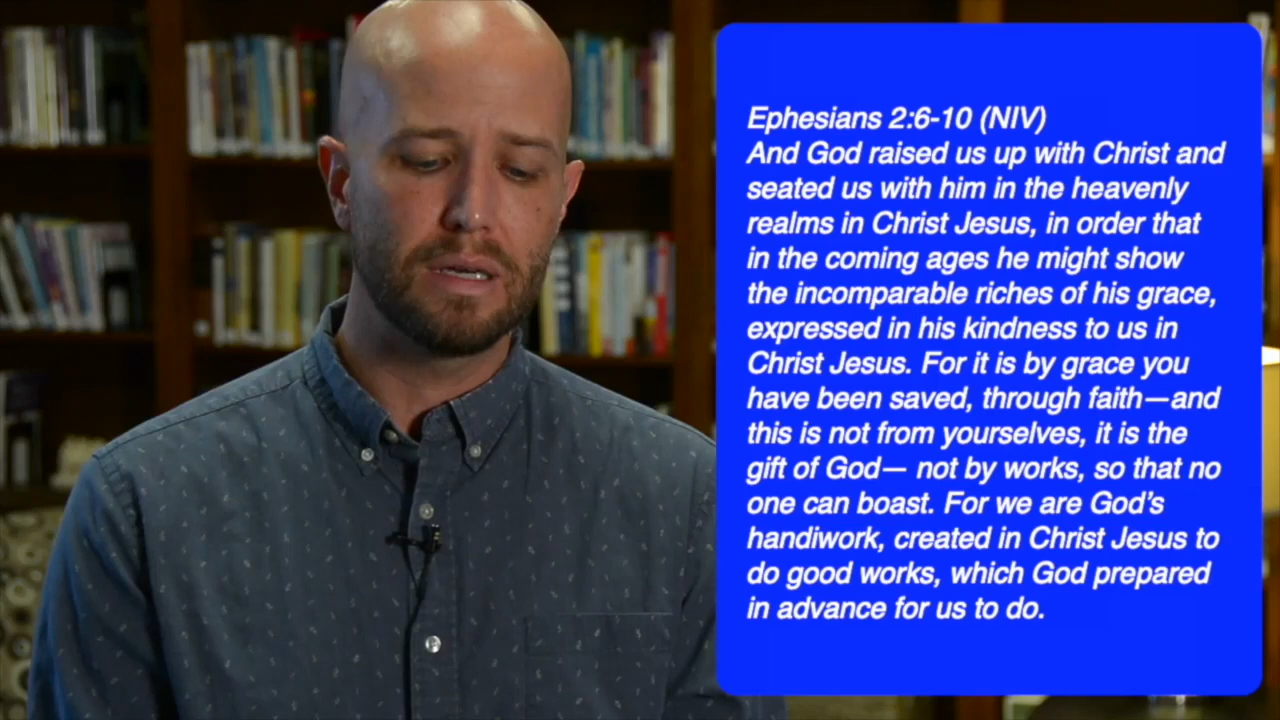 Ephesians 2:6-10 (NIV)
And God raised us up with Christ and
seated us with him in the heavenly
realms in Christ Jesus, in order that
in the coming ages he might show
the incomparable riches of his grace,
expressed in his kindness to us in
Christ Jesus. For it is by grace you
have been saved, through faith—and
this is not from yourselves, it is the
gift of God— not by works, so that no
one can boast. For we are God’s
handiwork, created in Christ Jesus to
do good works, which God prepared
in advance for us to do.